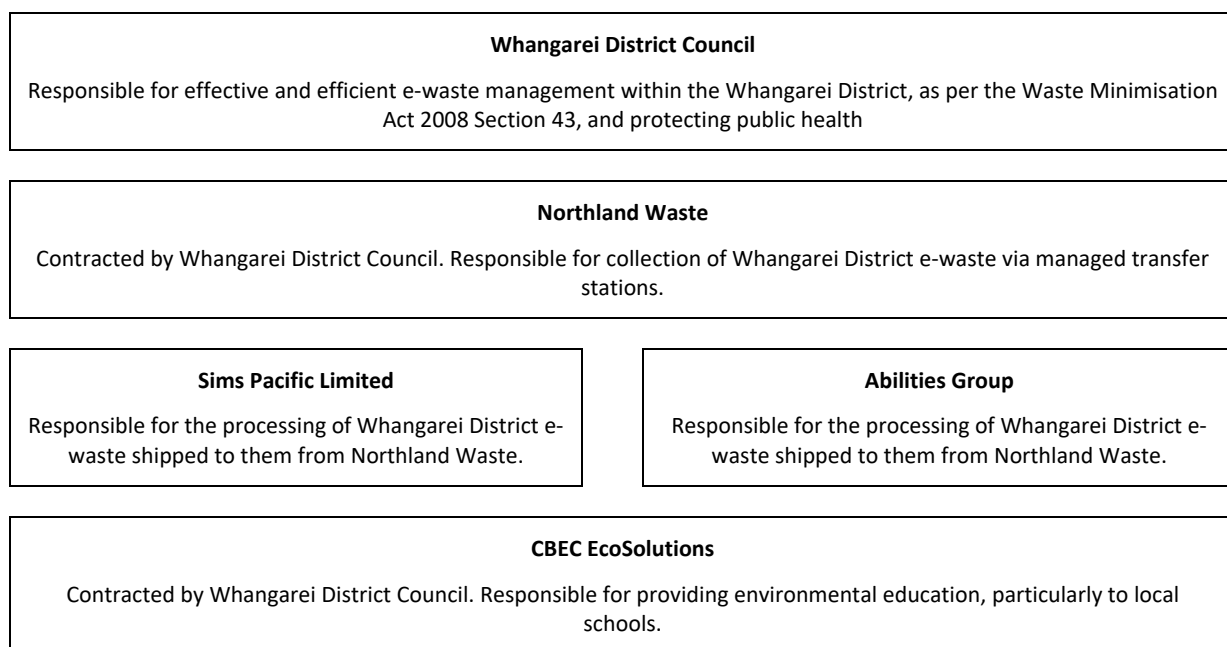 Whangarei District Council
Responsible for effective and efficient e-waste management within the Whangarei District, as per the Waste Minimisation
Act 2008 Section 43, and protecting public health
Northland Waste
Contracted by Whangarei District Council. Responsible for collection of Whangarei District e-waste via managed transfer
stations.
Sims Pacific Limited
Responsible for the processing of Whangarei District e-
waste shipped to them from Northland Waste.
Abilities Group
Responsible for the processing of Whangarei District e-
waste shipped to them from Northland Waste.
CBEC EcoSolutions
Contracted by Whangarei District Council. Responsible for providing environmental education, particularly to local
schools.